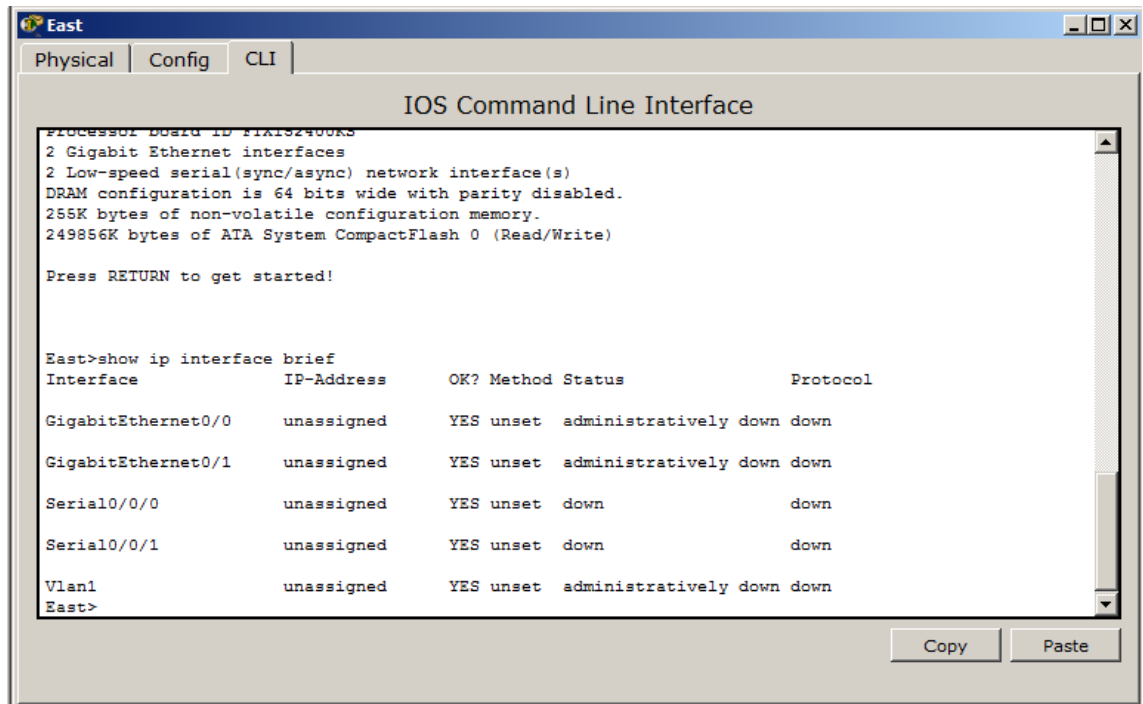 East
Physical Config CLI
IOS Command Line Interface
Processor board ID FTX152400KS
2 Gigabit Ethernet interfaces
2 Low-speed serial(sync/async) network interface(s)
DRAM configuration is 64 bits wide with parity disabled.
255K bytes of non-volatile configuration memory.
249856K bytes of ATA System CompactFlash 0 (Read/Write)
Press RETURN to get started!
East>show ip interface brief
Interface IP-Address OK? Method Status Protocol
GigabitEthernet0/0 unassigned YES unset administratively down down
GigabitEthernet0/1 unassigned YES unset administratively down down
Serial0/0/0 unassigned YES unset down down
Serial0/0/1 unassigned YES unset down down
Vlan1 unassigned YES unset administratively down down
East>
Copy Paste